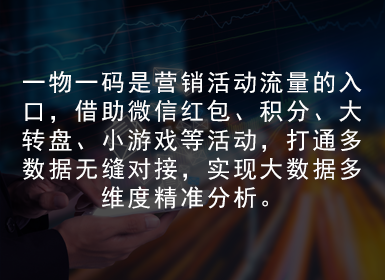 一物一码是营销活动流量的入
口，借助微信红包、积分、大
转盘、小游戏等活动，打通多
数据无缝对接，实现大数据多
维度精准分析。